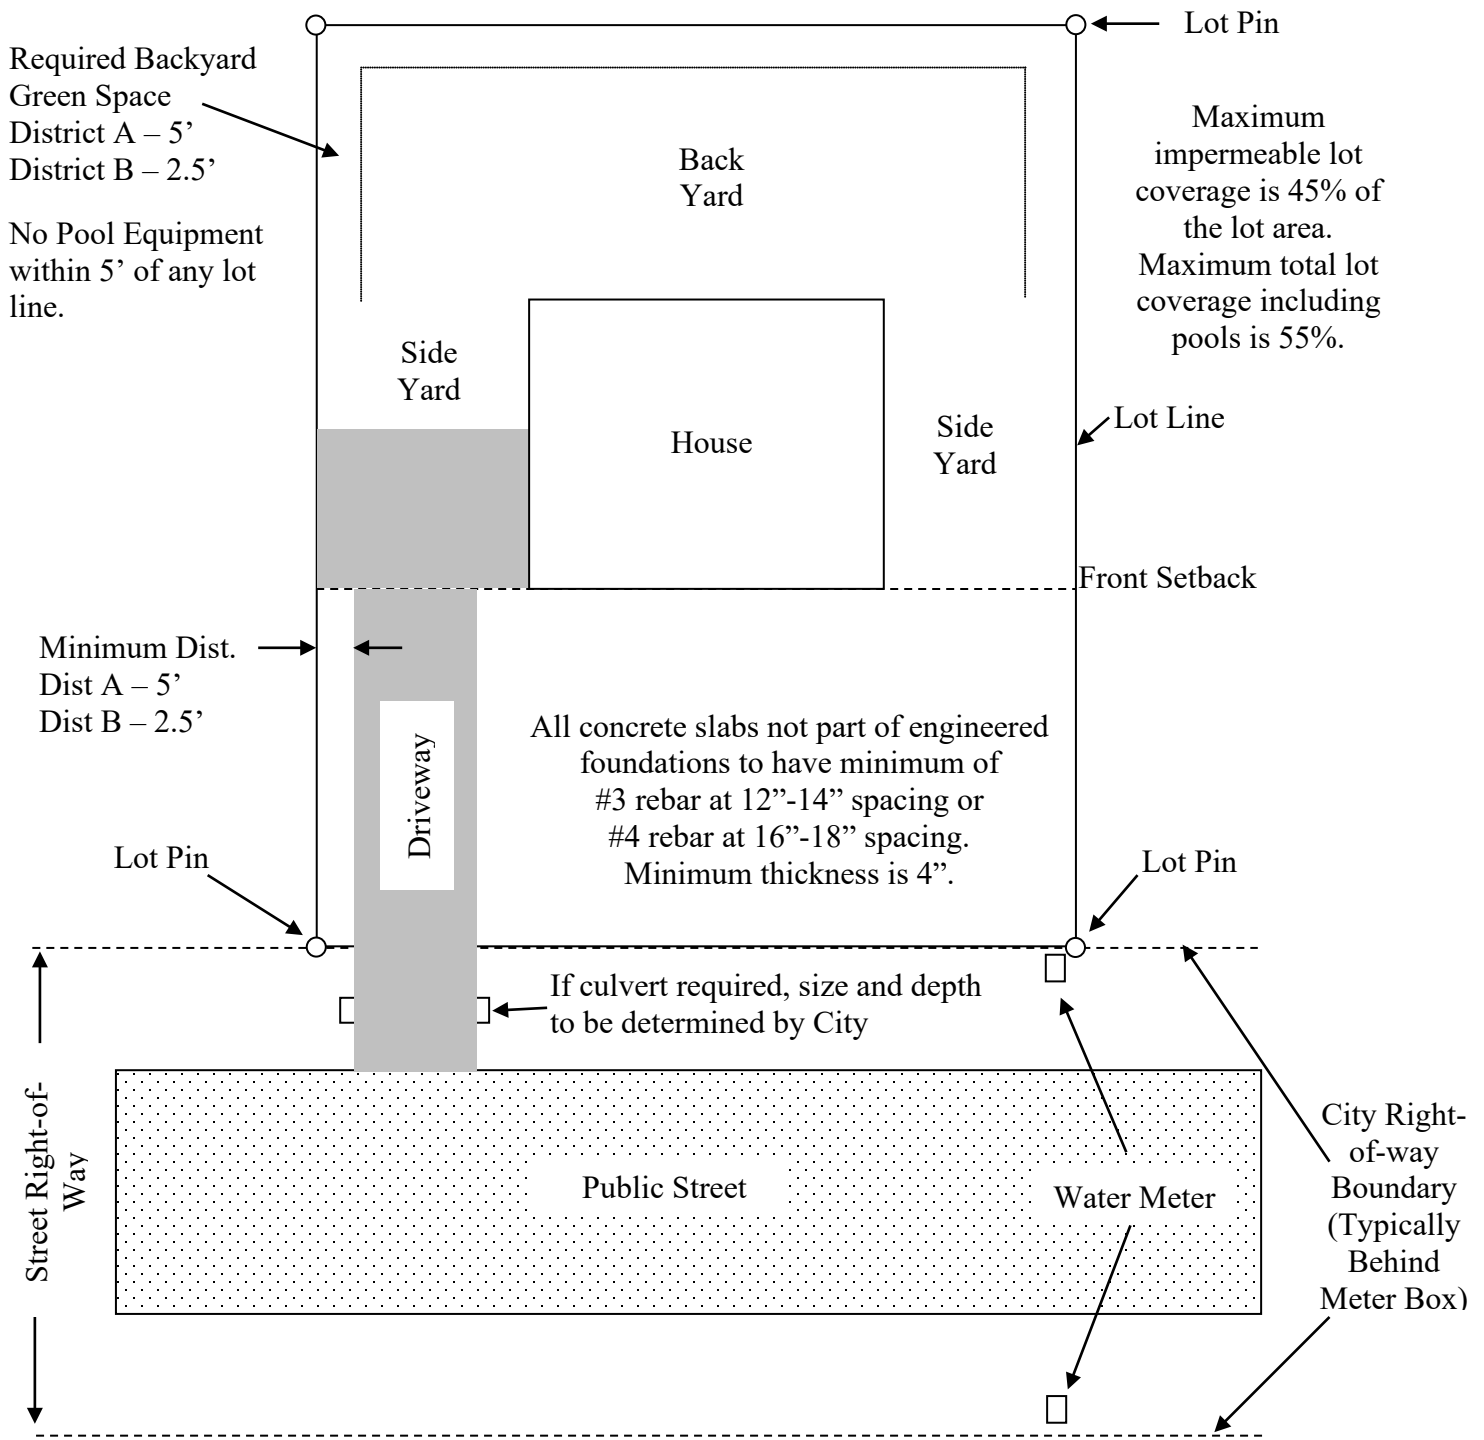 Lot Pin
Required Backyard
Green Space
District A – 5’
District B – 2.5’
No Pool Equipment
within 5’ of any lot
line.
Back
Yard
Maximum
impermeable lot
coverage is 45% of
the lot area.
Maximum total lot
coverage including
pools is 55%.
Side
Yard
House
Side
Yard
Lot Line
Front Setback
Minimum Dist.
Dist A – 5’
Dist B – 2.5’
Driveway
All concrete slabs not part of engineered
foundations to have minimum of
#3 rebar at 12”-14” spacing or
#4 rebar at 16”-18” spacing.
Minimum thickness is 4”.
Lot Pin
Lot Pin
If culvert required, size and depth
to be determined by City
Street Right-of-
Way
Public Street
Water Meter
City Right-
of-way
Boundary
(Typically
Behind
Meter Box)